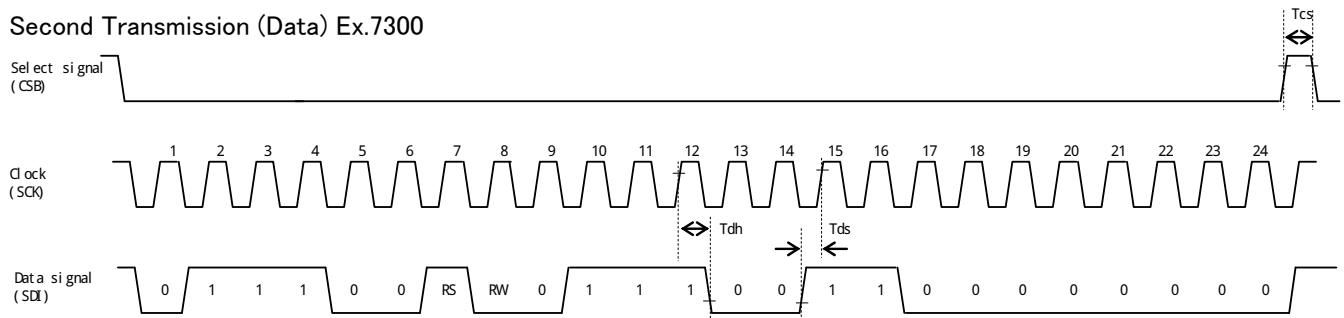 Second Transmission (Data) Ex.7300
Tcs
Select signal
(CSB)
1 2 3 4 5 6 7 8 9 10 11 12 13 14 15 16 17 18 19 20 21 22 23 24
Clock
(SCK)
Tdh Tds
Data signal
(SDI)
0 1 1 1 0 0 RS RW 0 1 1 1 0 0 1 1 0 0 0 0 0 0 0 0